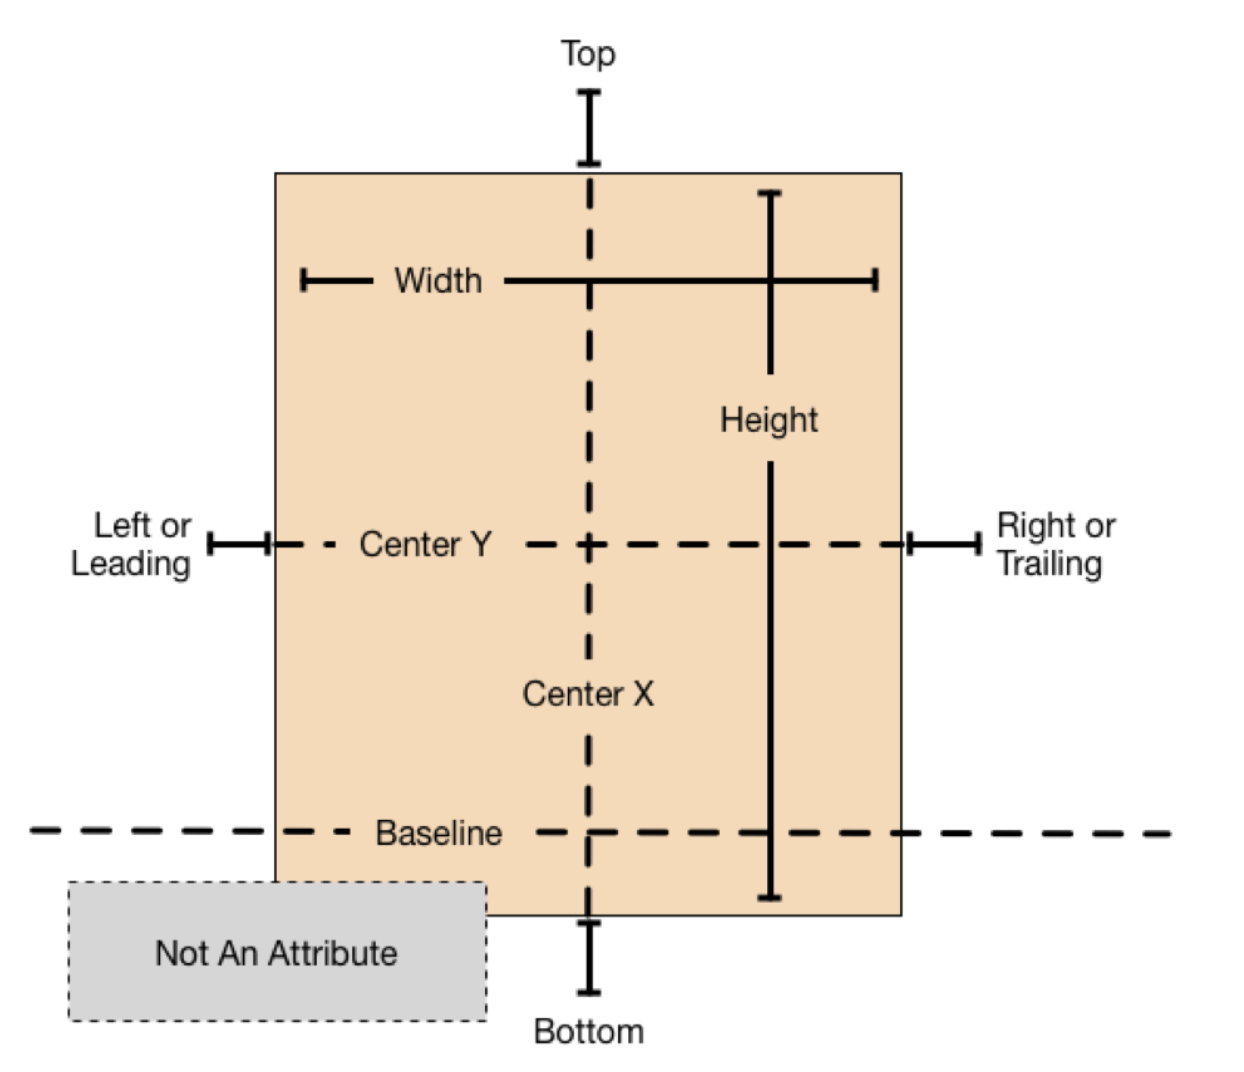 Top
Width
Height
Left or
Leading
Center Y
Right or
Trailing
Center X
Baseline
Not An Attribute
Bottom